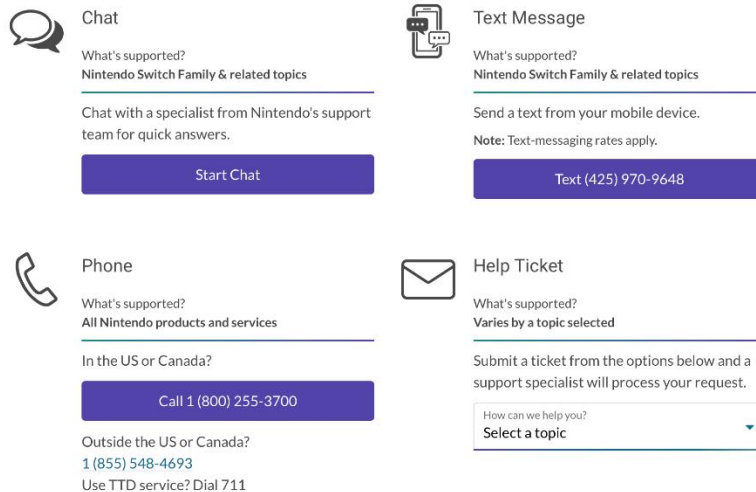 Chat
What's supported?
Nintendo Switch Family & related topics
Chat with a specialist from Nintendo's support
team for quick answers.
Start Chat
Text Message
What's supported?
Nintendo Switch Family & related topics
Send a text from your mobile device.
Note: Text-messaging rates apply.
Text (425) 970-9648
Phone
What's supported?
All Nintendo products and services
In the US or Canada?
Call 1 (800) 255-3700
Outside the US or Canada?
1 (855) 548-4693
Use TTD service? Dial 711
Help Ticket
What's supported?
Varies by a topic selected
Submit a ticket from the options below and a
support specialist will process your request.
How can we help you?
Select a topic